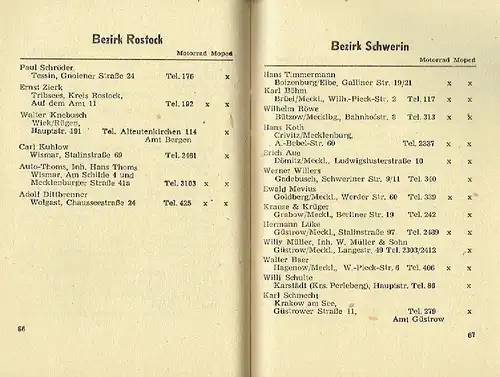 Bezirk Rostock
Motorrad Moped
Paul Schröder
Tessin, Gnoiener Straße 24 Tel. 176 x
Ernst Zierk
Tribsees, Kreis Rostock,
Auf dem Amt 11 Tel. 192 x x
Walter Knebusch
Wiek/Rügen,
Hauptstr. 191 Tel. Altenkirchen 114 x
Amt Bergen
Carl Kuhlow
Wismar, Stalinstraße 69 Tel. 2461 x
Auto-Thoms, Inh. Hans Thoms
Wismar, Am Schilde 4 und
Mecklenburger Straße 41a Tel. 3103 x x
Adolf Dittbrenner
Wolgast, Chausseestraße 24 Tel. 425 x x
66
Bezirk Schwerin
Motorrad Moped
Hans Timmermann
Boizenburg/Elbe, Galliner Str. 19/21 x x
Karl Böhm
Brüel/Meckl., Wilh.-Pieck-Str. 2 Tel. 117 x x
Wilhelm Röwe
Bützow/Mecklbg., Bahnhofstr. 8 Tel. 313 x x
Hans Koth
Crivitz/Mecklenburg,
A.-Bebel-Str. 60 Tel. 2337 x
Erich Aue
Dömitz/Meckl., Ludwigslusterstraße 10 x
Werner Willers
Gadebusch, Schweriner Str. 9/11 Tel. 340 x
Ewald Mevius
Goldberg/Meckl., Werder Str. 60 Tel. 339 x x
Krause & Krüger
Grabow/Meckl., Berliner Str. 19 Tel. 242 x
Hermann Lüke
Güstrow/Meckl., Stalinstraße 97 Tel. 2489 x x
Willy Müller, Inh. W. Müller & Sohn
Güstrow/Meckl., Langestr. 49 Tel. 2303/2412 x
Walter Baer
Hagenow/Meckl., W.-Pieck-Str. 6 Tel. 406 x x
Willi Schulte
Karstädt (Krs. Perleberg), Hauptstr. Tel. 86 x
Karl Schmecht
Krakow am See,
Güstrower Straße 11, Tel. 279 x
Amt Güstrow
67